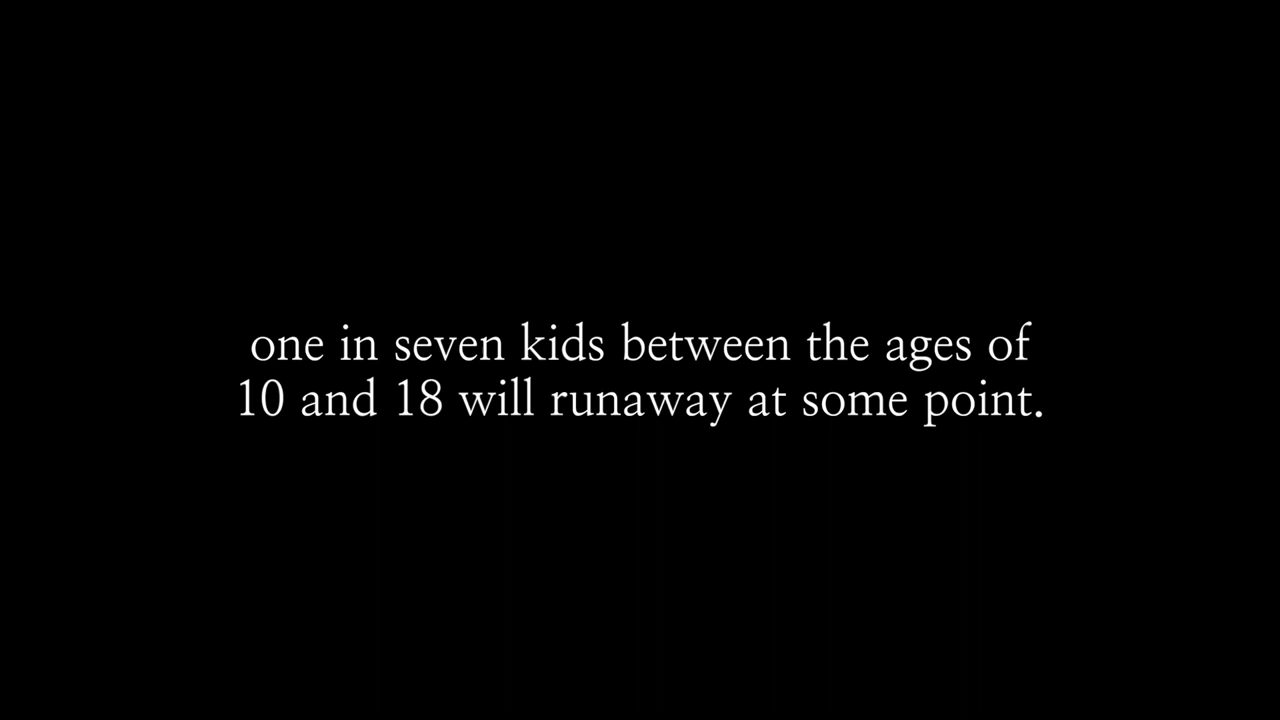 one in seven kids between the ages of
10 and 18 will runaway at some point.